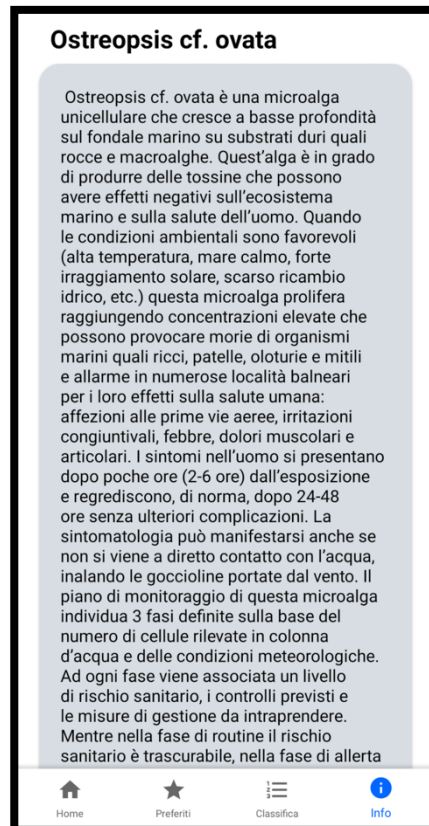 Ostreopsis cf. ovata
Ostreopsis cf. ovata è una microalga
unicellulare che cresce a basse profondità
sul fondale marino su substrati duri quali
rocce e macroalghe. Quest'alga è in grado
di produrre delle tossine che possono
avere effetti negativi sull'ecosistema
marino e sulla salute dell'uomo. Quando
le condizioni ambientali sono favorevoli
(alta temperatura, mare calmo, forte
irraggiamento solare, scarso ricambio
idrico, etc.) questa microalga prolifera
raggiungendo concentrazioni elevate che
possono provocare morie di organismi
marini quali ricci, patelle, oloturie e mitili
e allarme in numerose località balneari
per i loro effetti sulla salute umana:
affezioni alle prime vie aeree, irritazioni
congiuntivali, febbre, dolori muscolari e
articolari. I sintomi nell'uomo si presentano
dopo poche ore (2-6 ore) dall'esposizione
e regrediscono, di norma, dopo 24-48
ore senza ulteriori complicazioni. La
sintomatologia può manifestarsi anche se
non si viene a diretto contatto con l'acqua,
inalando le goccioline portate dal vento. Il
piano di monitoraggio di questa microalga
individua 3 fasi definite sulla base del
numero di cellule rilevate in colonna
d'acqua e delle condizioni meteorologiche.
Ad ogni fase viene associata un livello
di rischio sanitario, i controlli previsti e
le misure di gestione da intraprendere.
Mentre nella fase di routine il rischio
sanitario è trascurabile, nella fase di allerta
Home Preferiti Classifica Info